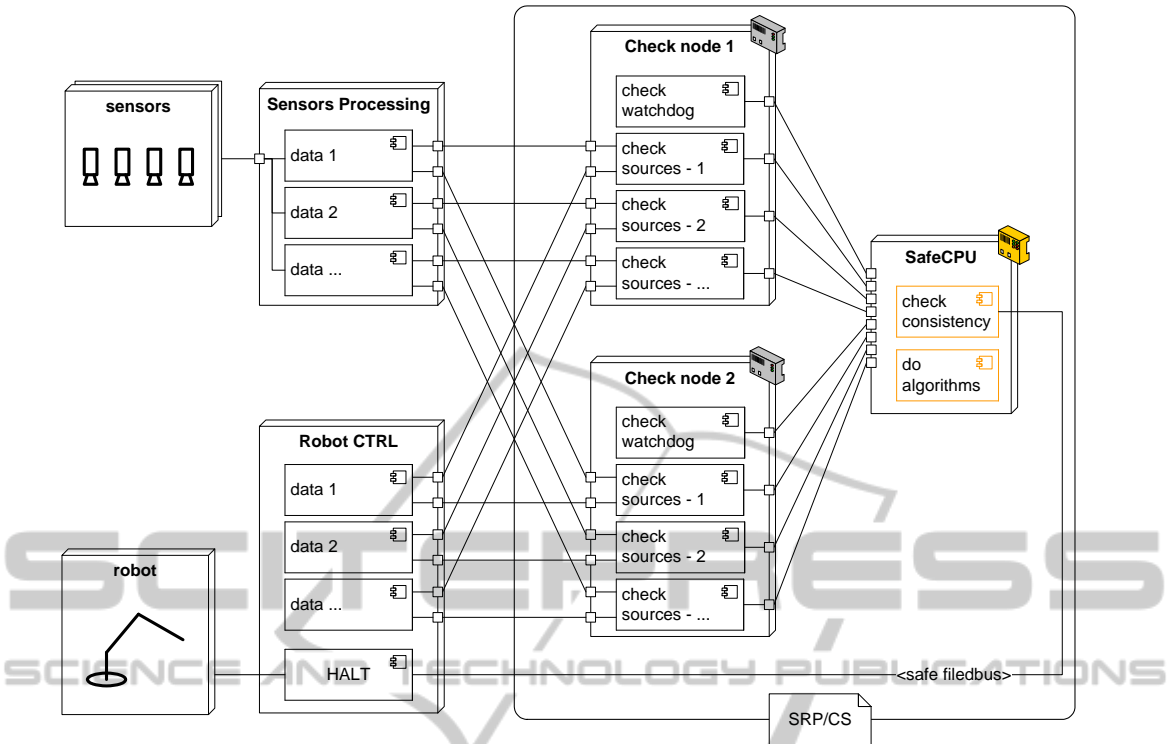 sensors
Sensors Processing
data 1
data 2
data ...
Check node 1
check
watchdog
check
sources - 1
check
sources - 2
check
sources - ...
SafeCPU
check
consistency
do
algorithms
Check node 2
check
watchdog
check
sources - 1
check
sources - 2
check
sources - ...
Robot CTRL
data 1
data 2
data ...
HALT
robot
<safe filedbus>
SRP/CS
SCITEPRESS
SCIENCE AND TECHNOLOGY PUBLICATIONS